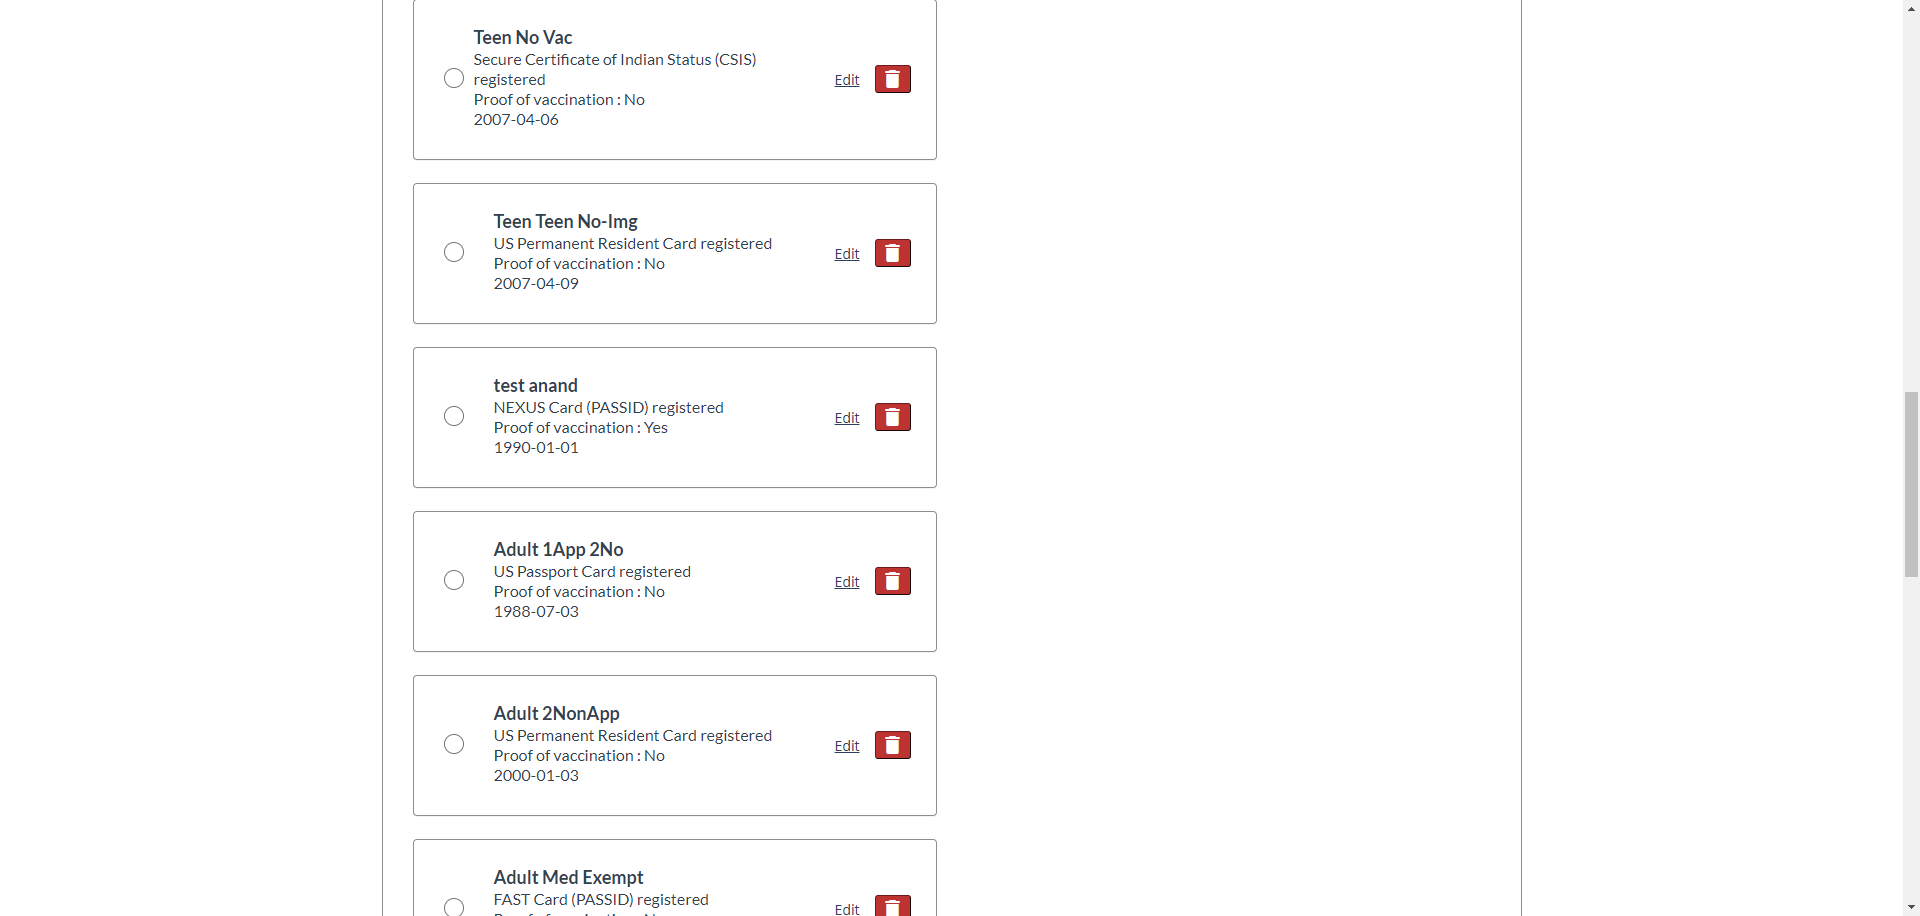 Teen No Vac
Secure Certificate of Indian Status (CSIS)
registered
Proof of vaccination : No
2007-04-06
Edit
Teen Teen No-Img
US Permanent Resident Card registered
Proof of vaccination : No
2007-04-09
Edit
test anand
NEXUS Card (PASSID) registered
Proof of vaccination : Yes
1990-01-01
Edit
Adult 1App 2No
US Passport Card registered
Proof of vaccination : No
1988-07-03
Edit
Adult 2NonApp
US Permanent Resident Card registered
Proof of vaccination : No
2000-01-03
Edit
Adult Med Exempt
FAST Card (PASSID) registered
Edit